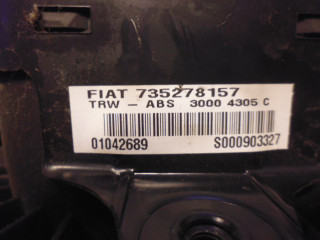 FIAT 735278157
TRW - ABS 3000 4305 C
01042689 S000903327